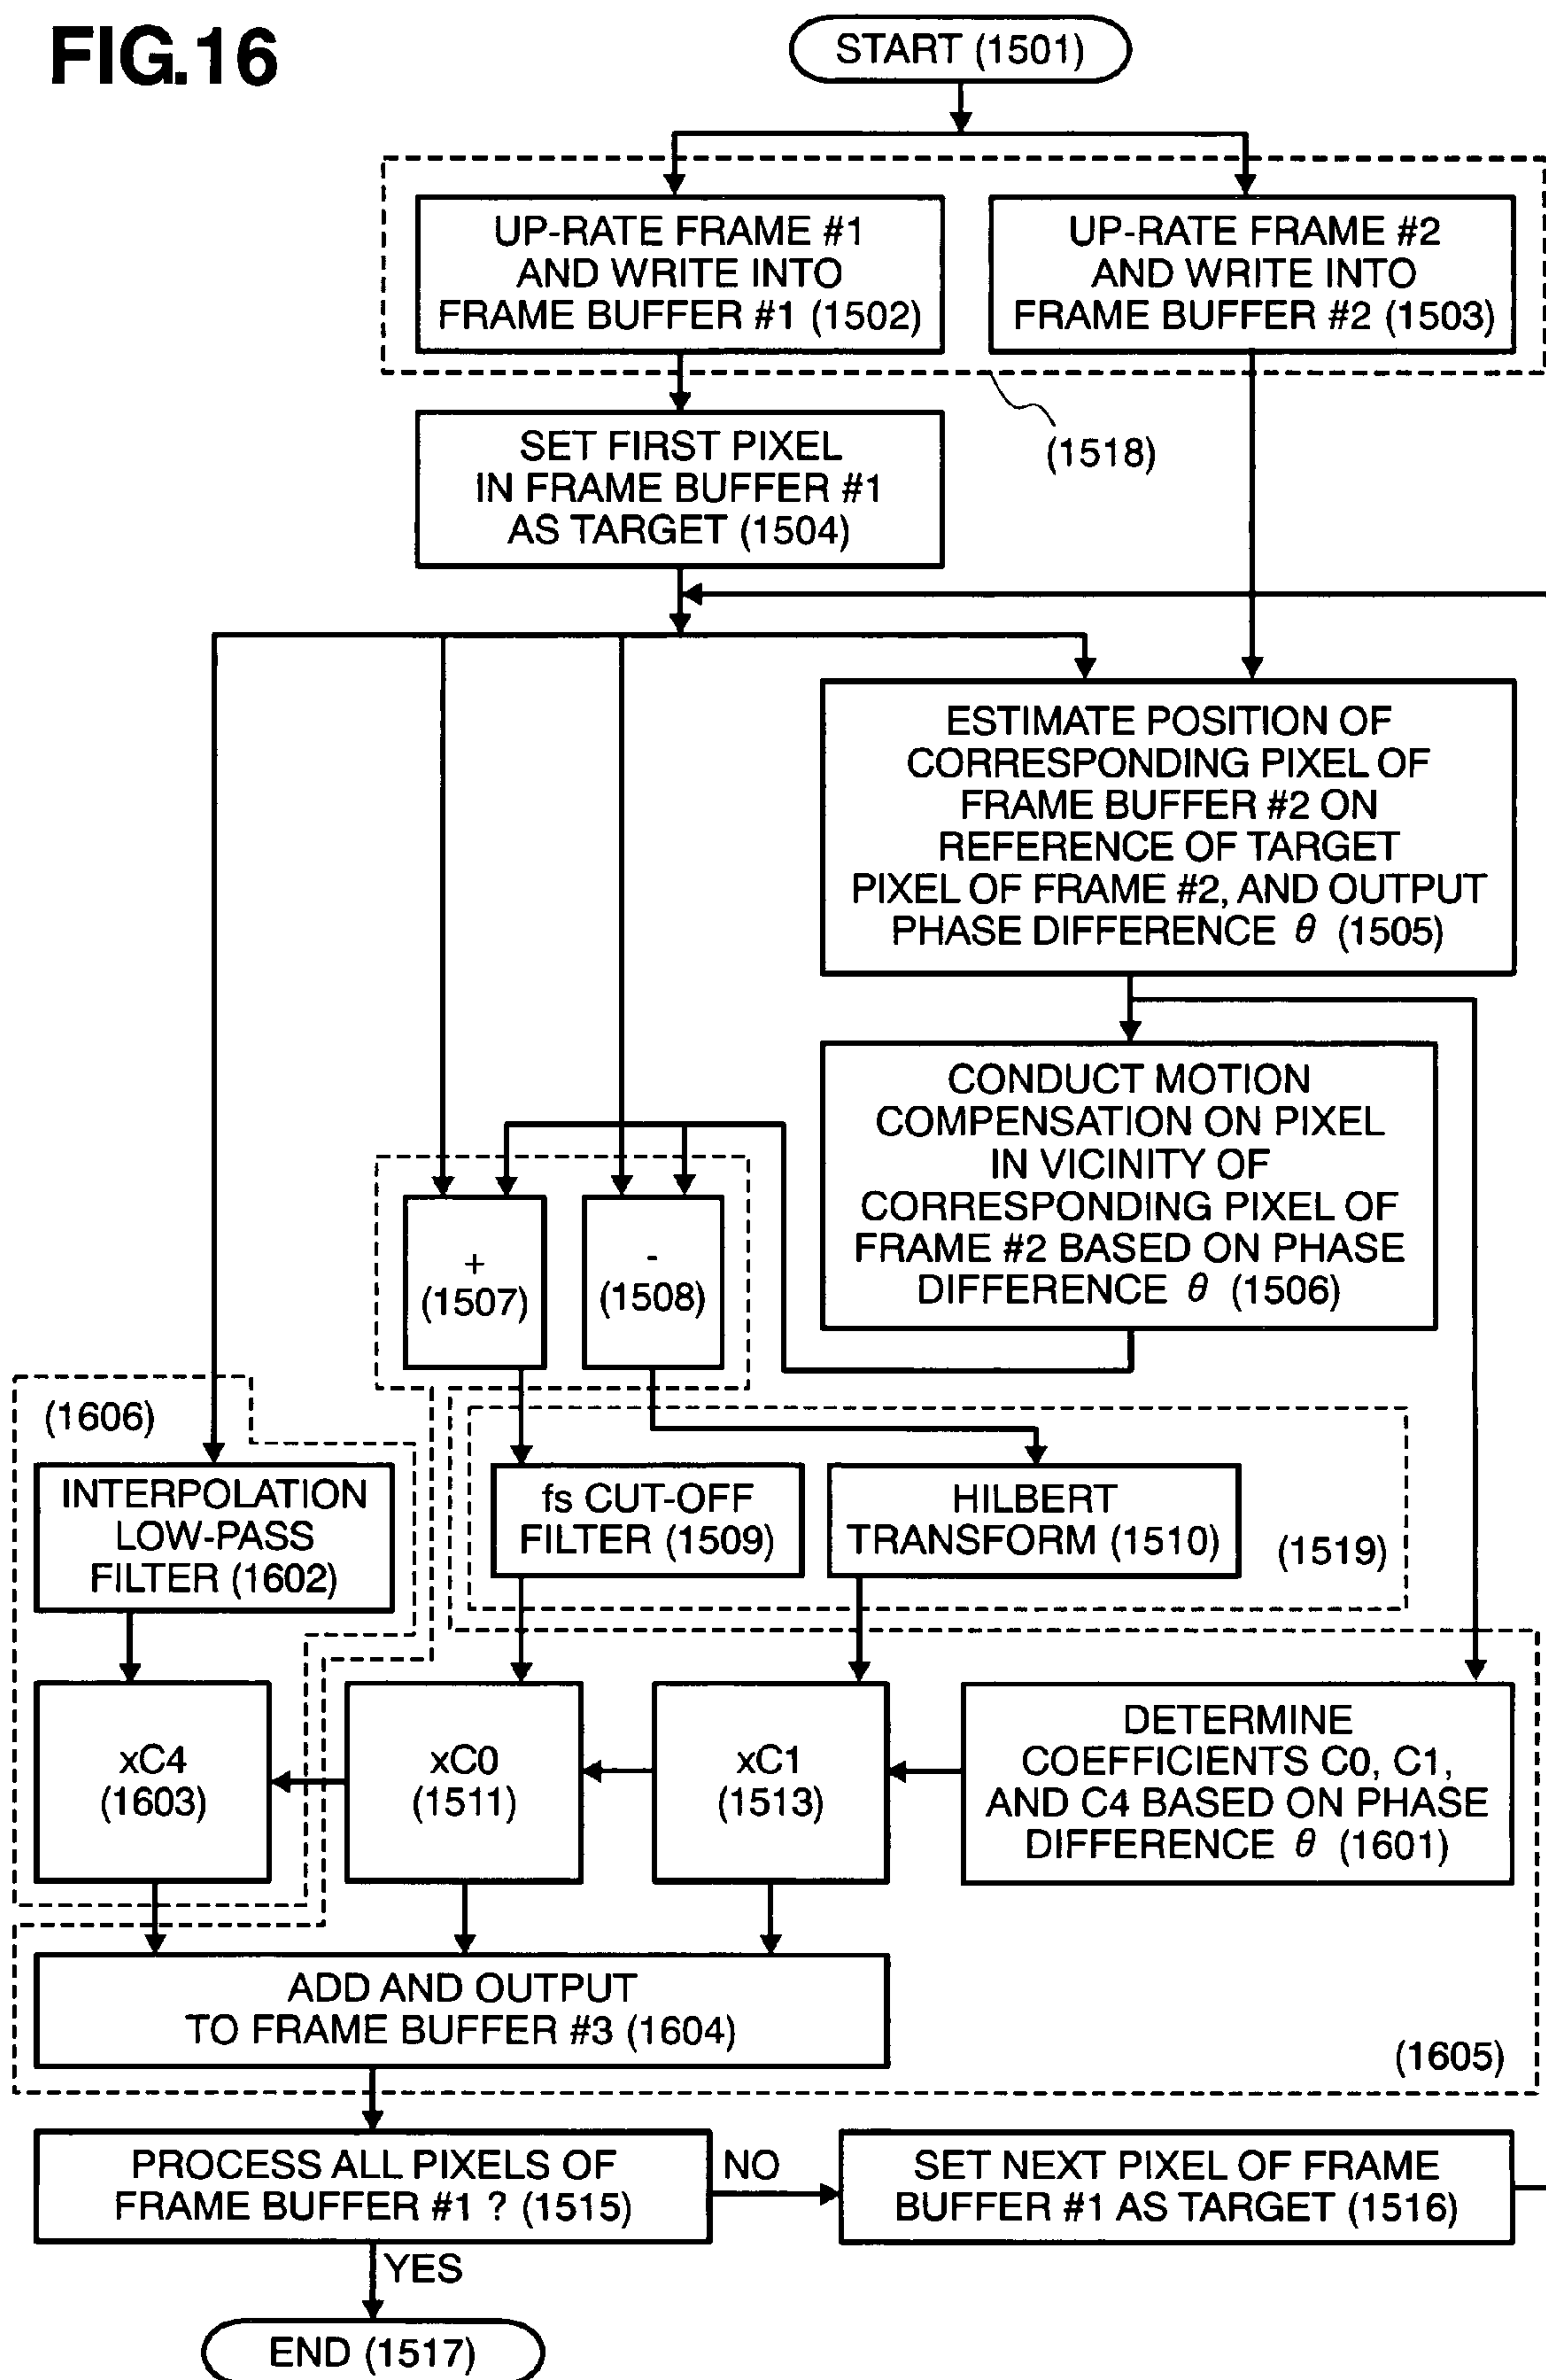 FIG.16
START (1501)
UP-RATE FRAME #1
AND WRITE INTO
FRAME BUFFER #1 (1502)
UP-RATE FRAME #2
AND WRITE INTO
FRAME BUFFER #2 (1503)
(1518)
SET FIRST PIXEL
IN FRAME BUFFER #1
AS TARGET (1504)
ESTIMATE POSITION OF
CORRESPONDING PIXEL OF
FRAME BUFFER #2 ON
REFERENCE OF TARGET
PIXEL OF FRAME #2, AND OUTPUT
PHASE DIFFERENCE θ (1505)
CONDUCT MOTION
COMPENSATION ON PIXEL
IN VICINITY OF
CORRESPONDING PIXEL OF
FRAME #2 BASED ON PHASE
DIFFERENCE θ (1506)
+
(1507)
-
(1508)
(1606)
INTERPOLATION
LOW-PASS
FILTER (1602)
fs CUT-OFF
FILTER (1509)
HILBERT
TRANSFORM (1510)
(1519)
xC4
(1603)
xC0
(1511)
xC1
(1513)
DETERMINE
COEFFICIENTS C0, C1,
AND C4 BASED ON PHASE
DIFFERENCE θ (1601)
ADD AND OUTPUT
TO FRAME BUFFER #3 (1604)
(1605)
PROCESS ALL PIXELS OF
FRAME BUFFER #1 ? (1515)
NO
SET NEXT PIXEL OF FRAME
BUFFER #1 AS TARGET (1516)
YES
END (1517)